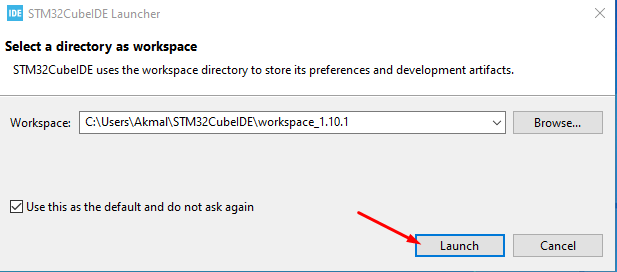 IDE STM32CubeIDE Launcher
Select a directory as workspace
STM32CubeIDE uses the workspace directory to store its preferences and development artifacts.
Workspace: C:\Users\Akmal\STM32CubeIDE\workspace_1.10.1 Browse...
Use this as the default and do not ask again
Launch Cancel